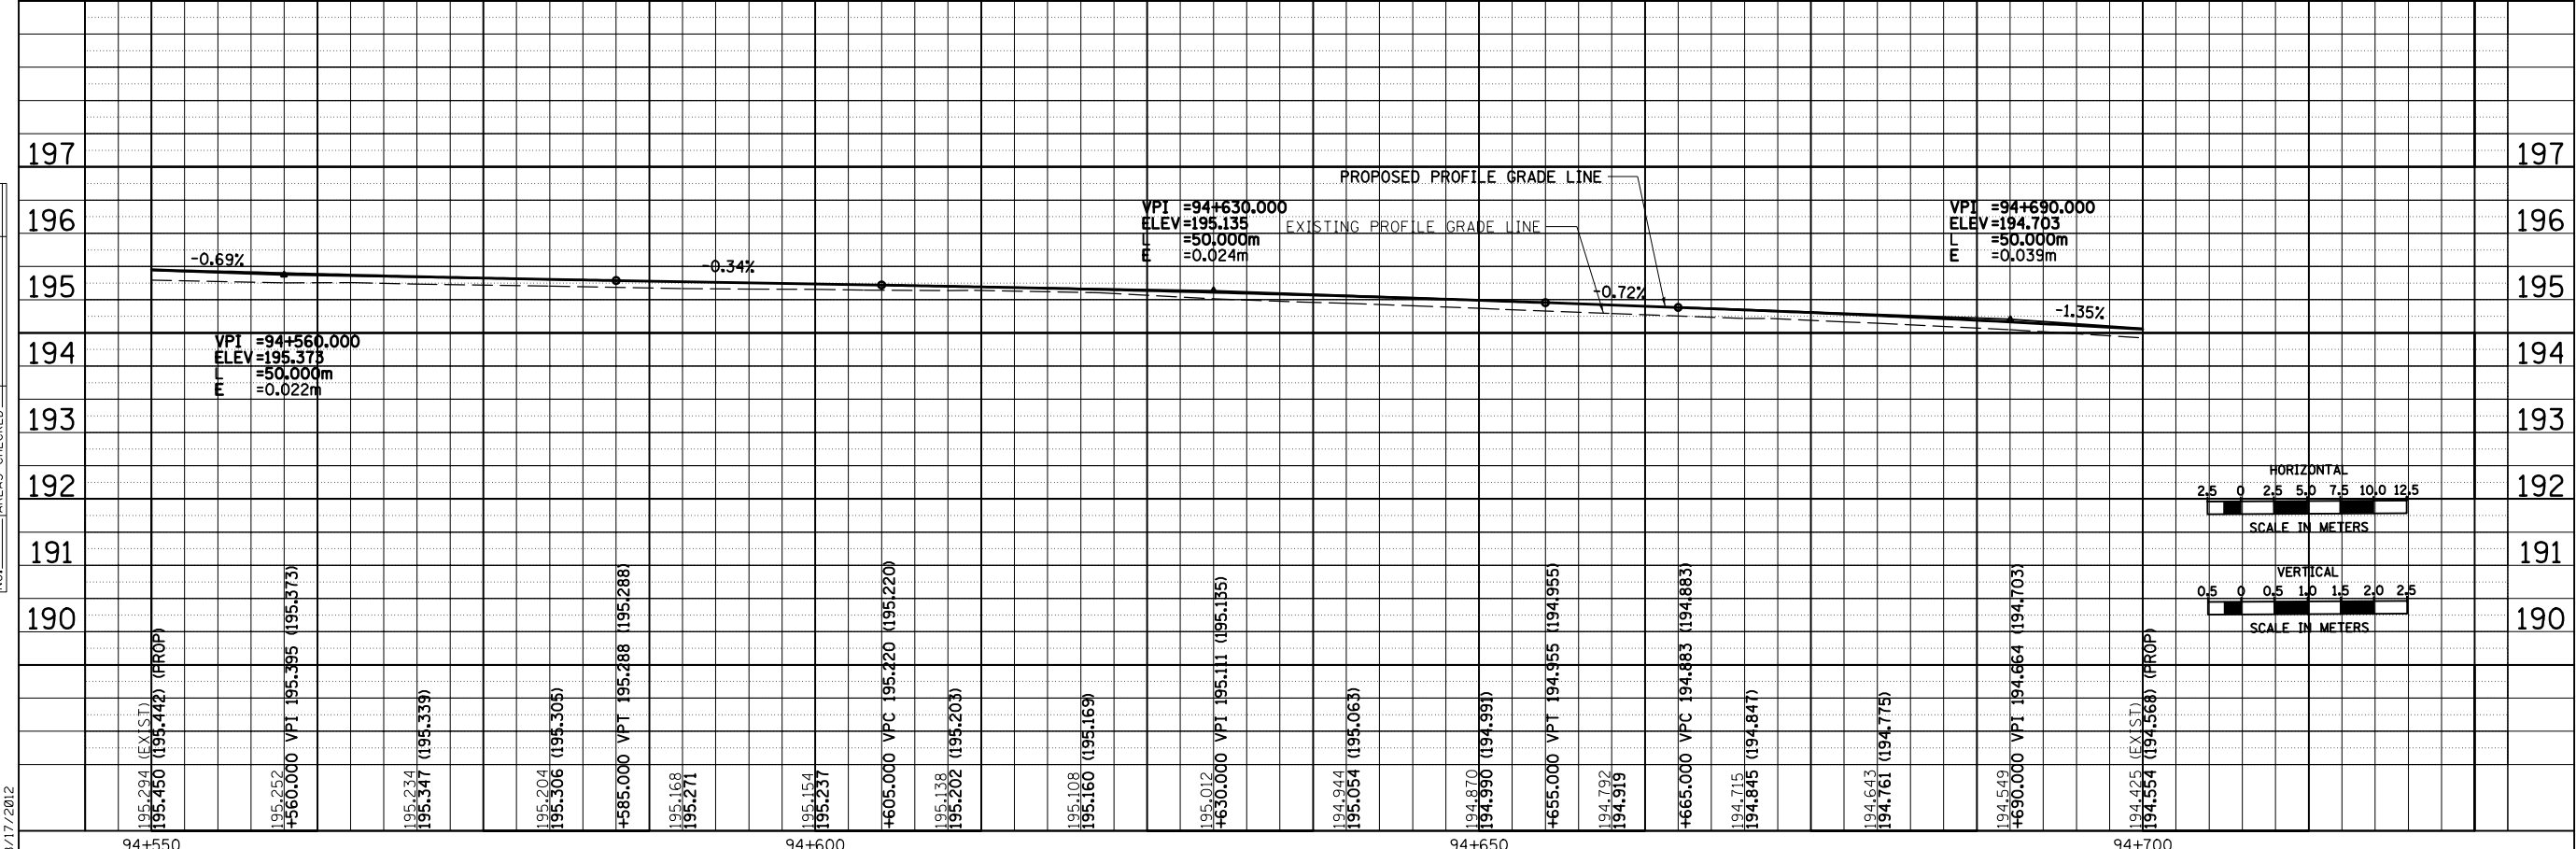 197 197
PROPOSED PROFILE GRADE LINE
196 196
VPI =94+630.000
ELEV=195.135
L =50.000m
E =0.024m
EXISTING PROFILE GRADE LINE
VPI =94+690.000
ELEV=194.703
L =50.000m
E =0.039m
-0.69%
-0.34%
195 195
-0.72%
-1.35%
VPI =94+560.000
ELEV=195.373
L =50.000m
E =0.022m
194 194
193 193
192 192
HORIZONTAL
2.5 0 2.5 5.0 7.5 10.0 12.5
SCALE IN METERS
191 191
VERTICAL
0.5 0 0.5 1.0 1.5 2.0 2.5
SCALE IN METERS
190 190
195.294 (EXIST)
195.450 (195.442) (PROP)
195.252
+560.000 VPI 195.395 (195.373)
195.234
195.347 (195.339)
195.204
195.306 (195.305)
+585.000 VPT 195.288 (195.288)
195.168
195.271
195.154
195.237
+605.000 VPC 195.220 (195.220)
195.138
195.202 (195.203)
195.108
195.160 (195.169)
195.012
+630.000 VPI 195.111 (195.135)
194.944
195.054 (195.063)
194.870
194.990 (194.991)
+655.000 VPT 194.955 (194.955)
194.792
194.919
+665.000 VPC 194.883 (194.883)
194.715
194.845 (194.847)
194.643
194.761 (194.775)
194.549
+690.000 VPI 194.664 (194.703)
194.425 (EXIST)
194.554 (194.568) (PROP)
94+550 94+600 94+650 94+700
/17/2012